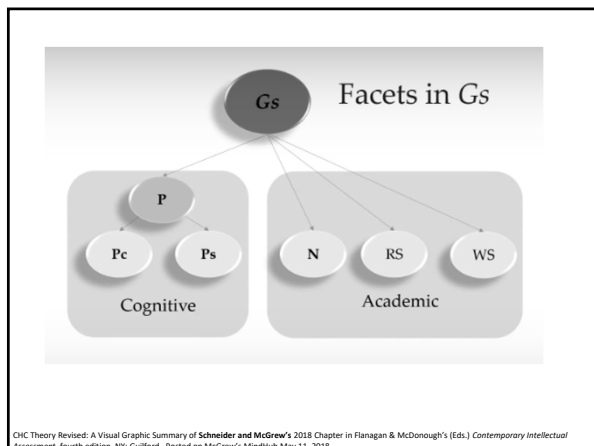 Gs
Facets in Gs
P
Pc
Ps
N
RS
WS
Cognitive
Academic
CHC Theory Revised: A Visual Graphic Summary of Schneider and McGrew's 2018 Chapter in Flanagan & McDonough's (Eds.) Contemporary Intellectual
Assessment, fourth edition, NY: Guilford. Posted on McGrew's MindHub May 11, 2018